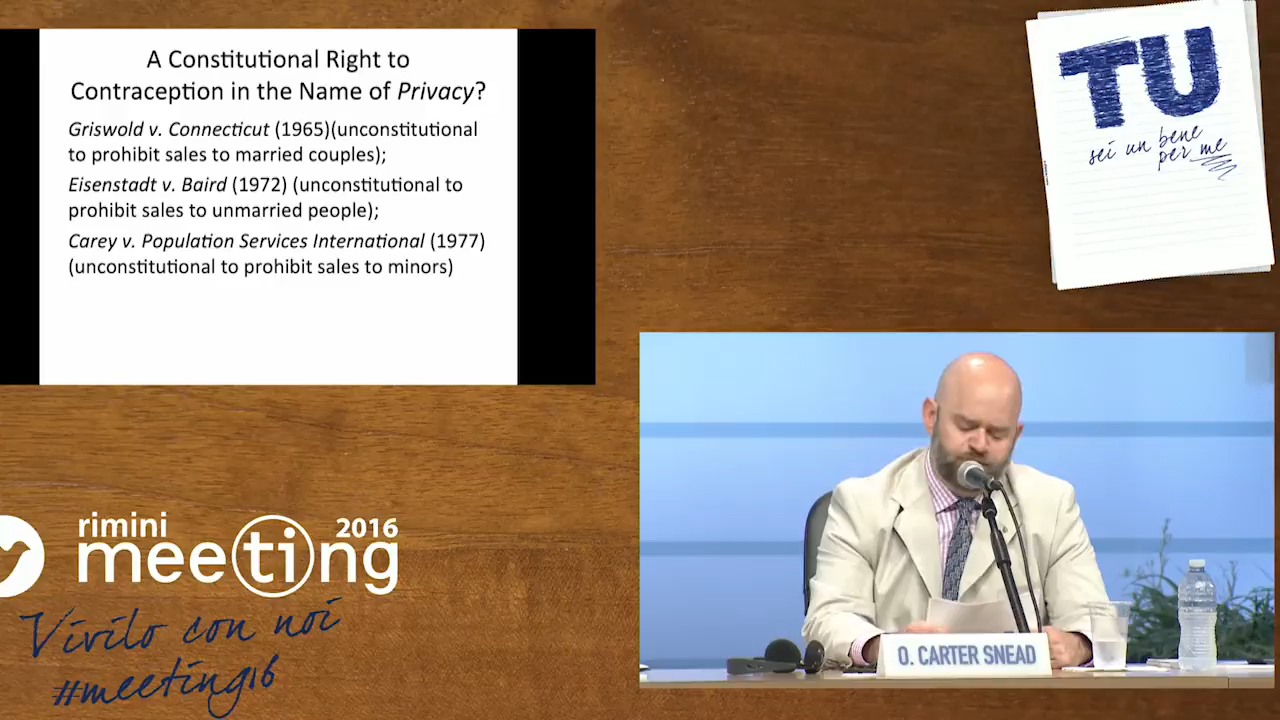 A Constitutional Right to
Contraception in the Name of Privacy?
Griswold v. Connecticut (1965)(unconstitutional
to prohibit sales to married couples);
Eisenstadt v. Baird (1972) (unconstitutional to
prohibit sales to unmarried people);
Carey v. Population Services International (1977)
(unconstitutional to prohibit sales to minors)
TU
sei un bene
per me
O. CARTER SNEAD
rimini 2016
meeting
Vivilo con noi
#meeting16